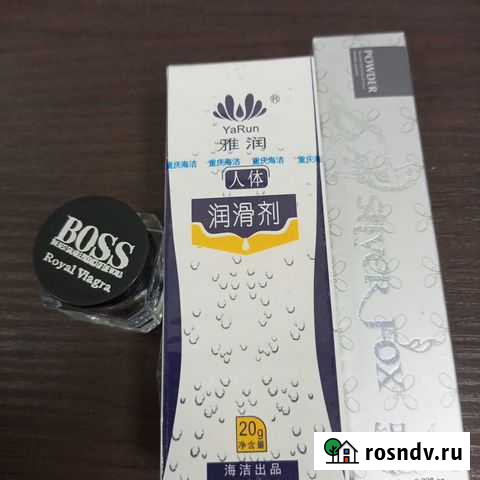 BOSS
Royal Viagra
®
YaRun
雅润
重庆海洁 重庆海洁 重庆海洁
人体
润滑剂
20g
净含量
海洁出品
POWDER
Silver Fox
rosndv.ru